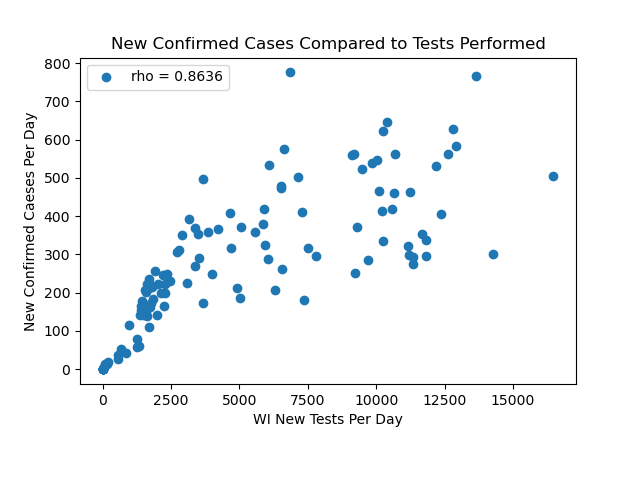 New Confirmed Cases Compared to Tests Performed
rho = 0.8636
800
700
600
500
400
300
200
100
0
New Confirmed Caeses Per Day
0 2500 5000 7500 10000 12500 15000
WI New Tests Per Day